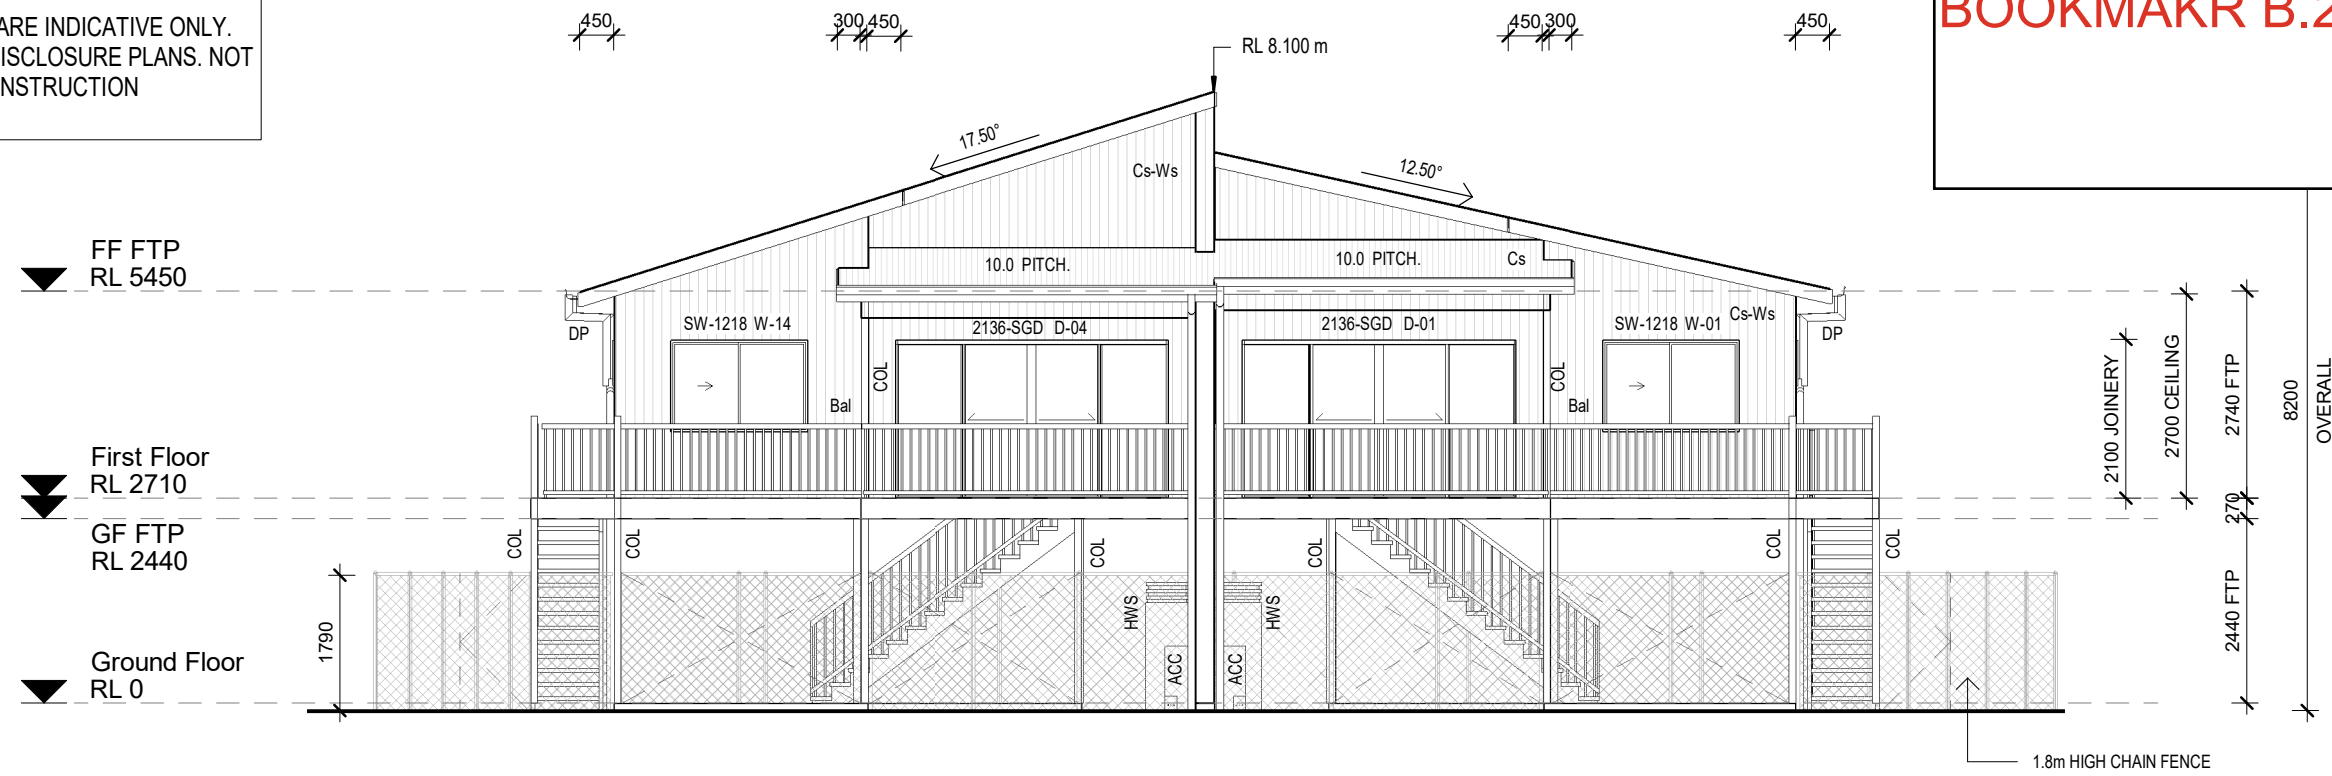 ARE INDICATIVE ONLY.
ISCLOSURE PLANS. NOT
NSTRUCTION
BOOKMAKR B.2
450
300 450
450 300
450
RL 8.100 m
17.50°
12.50°
Cs-Ws
10.0 PITCH.
10.0 PITCH.
Cs
FF FTP
RL 5450
DP
SW-1218 W-14
2136-SGD D-04
2136-SGD D-01
SW-1218 W-01
Cs-Ws
DP
COL
COL
Bal
Bal
2100 JOINERY
2700 CEILING
2740 FTP
8200
OVERALL
First Floor
RL 2710
270
GF FTP
RL 2440
COL
COL
COL
COL
COL
COL
1790
HWS
HWS
2440 FTP
ACC
ACC
Ground Floor
RL 0
1.8m HIGH CHAIN FENCE